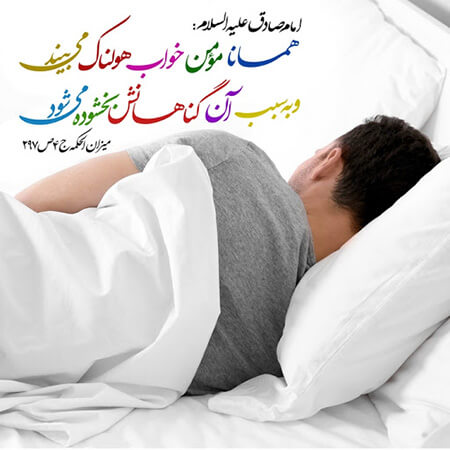 امام صادق علیه السلام :
همانا مؤمن خواب هولناک می بیند
و به سبب آن گناهانش بخشوده می شود
میزان الحکمه ج ۴ ص ۲۹۷